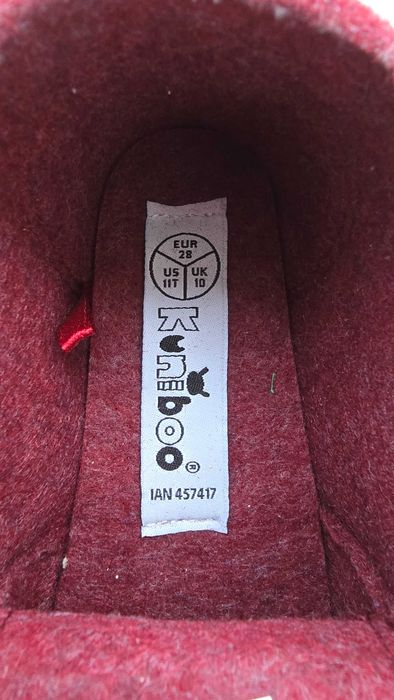 EUR
28
US
11T
UK
10
Kuniboo®
IAN 457417